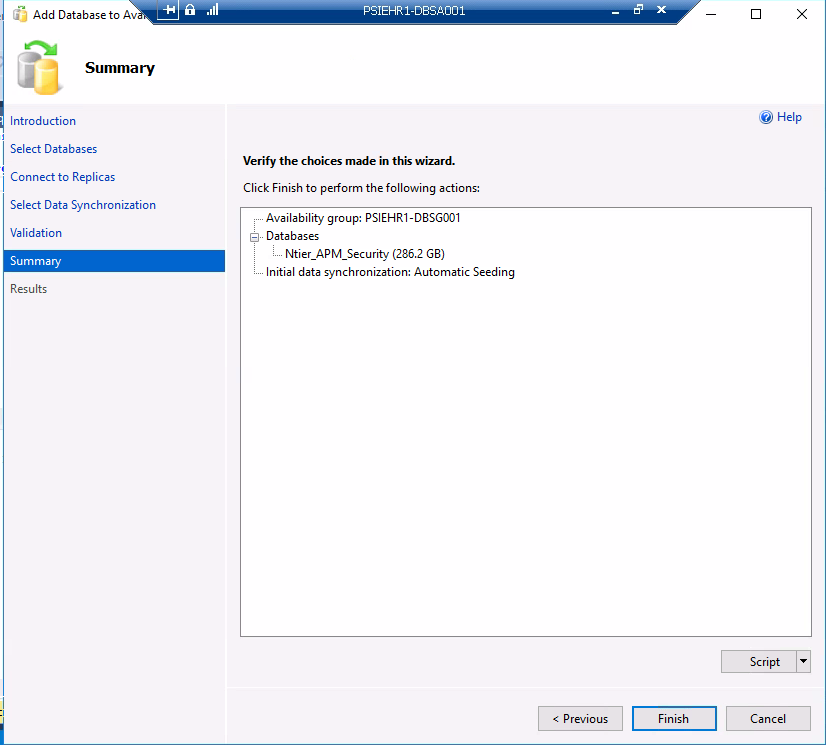 Add Database to Avai
PSIEHR1-DBSA001
Summary
Introduction
Select Databases
Connect to Replicas
Select Data Synchronization
Validation
Summary
Results
Help
Verify the choices made in this wizard.
Click Finish to perform the following actions:
Availability group: PSIEHR1-DBSG001
Databases
Ntier_APM_Security (286.2 GB)
Initial data synchronization: Automatic Seeding
Script
< Previous
Finish
Cancel